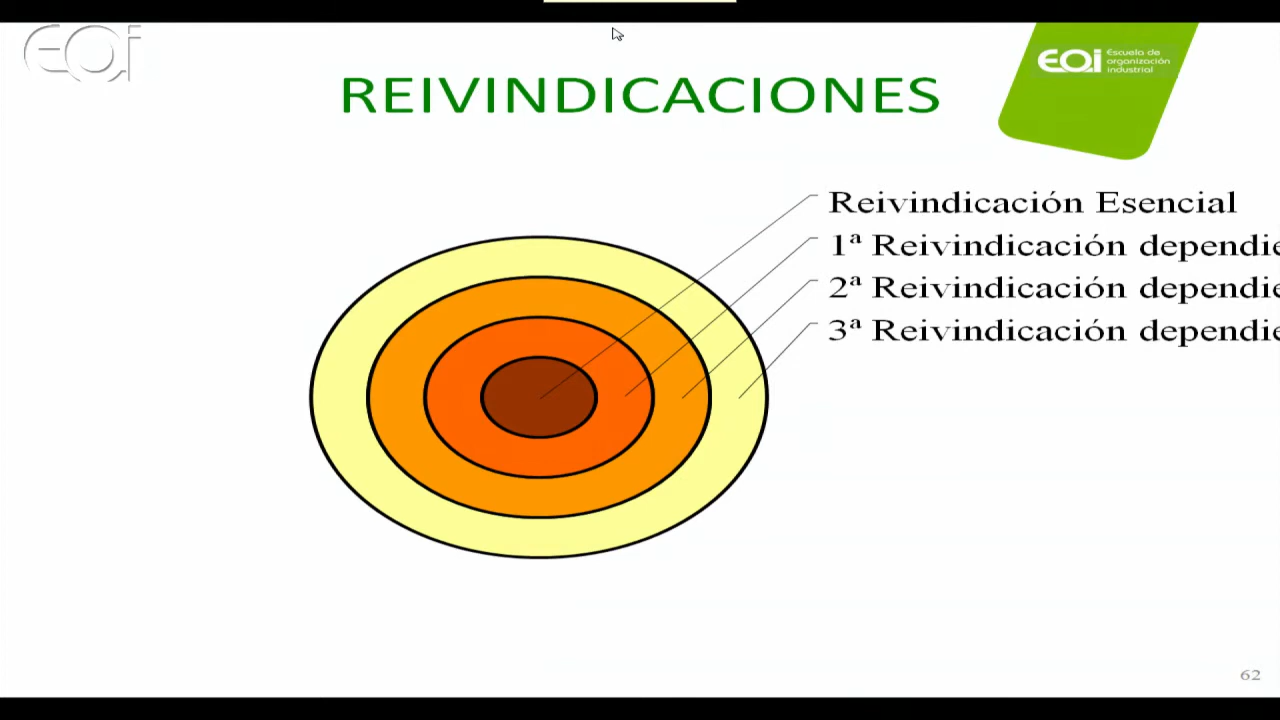 EOi
EOi Escuela de
organización
industrial
REIVINDICACIONES
Reivindicación Esencial
1ª Reivindicación dependie
2ª Reivindicación dependie
3ª Reivindicación dependie
62